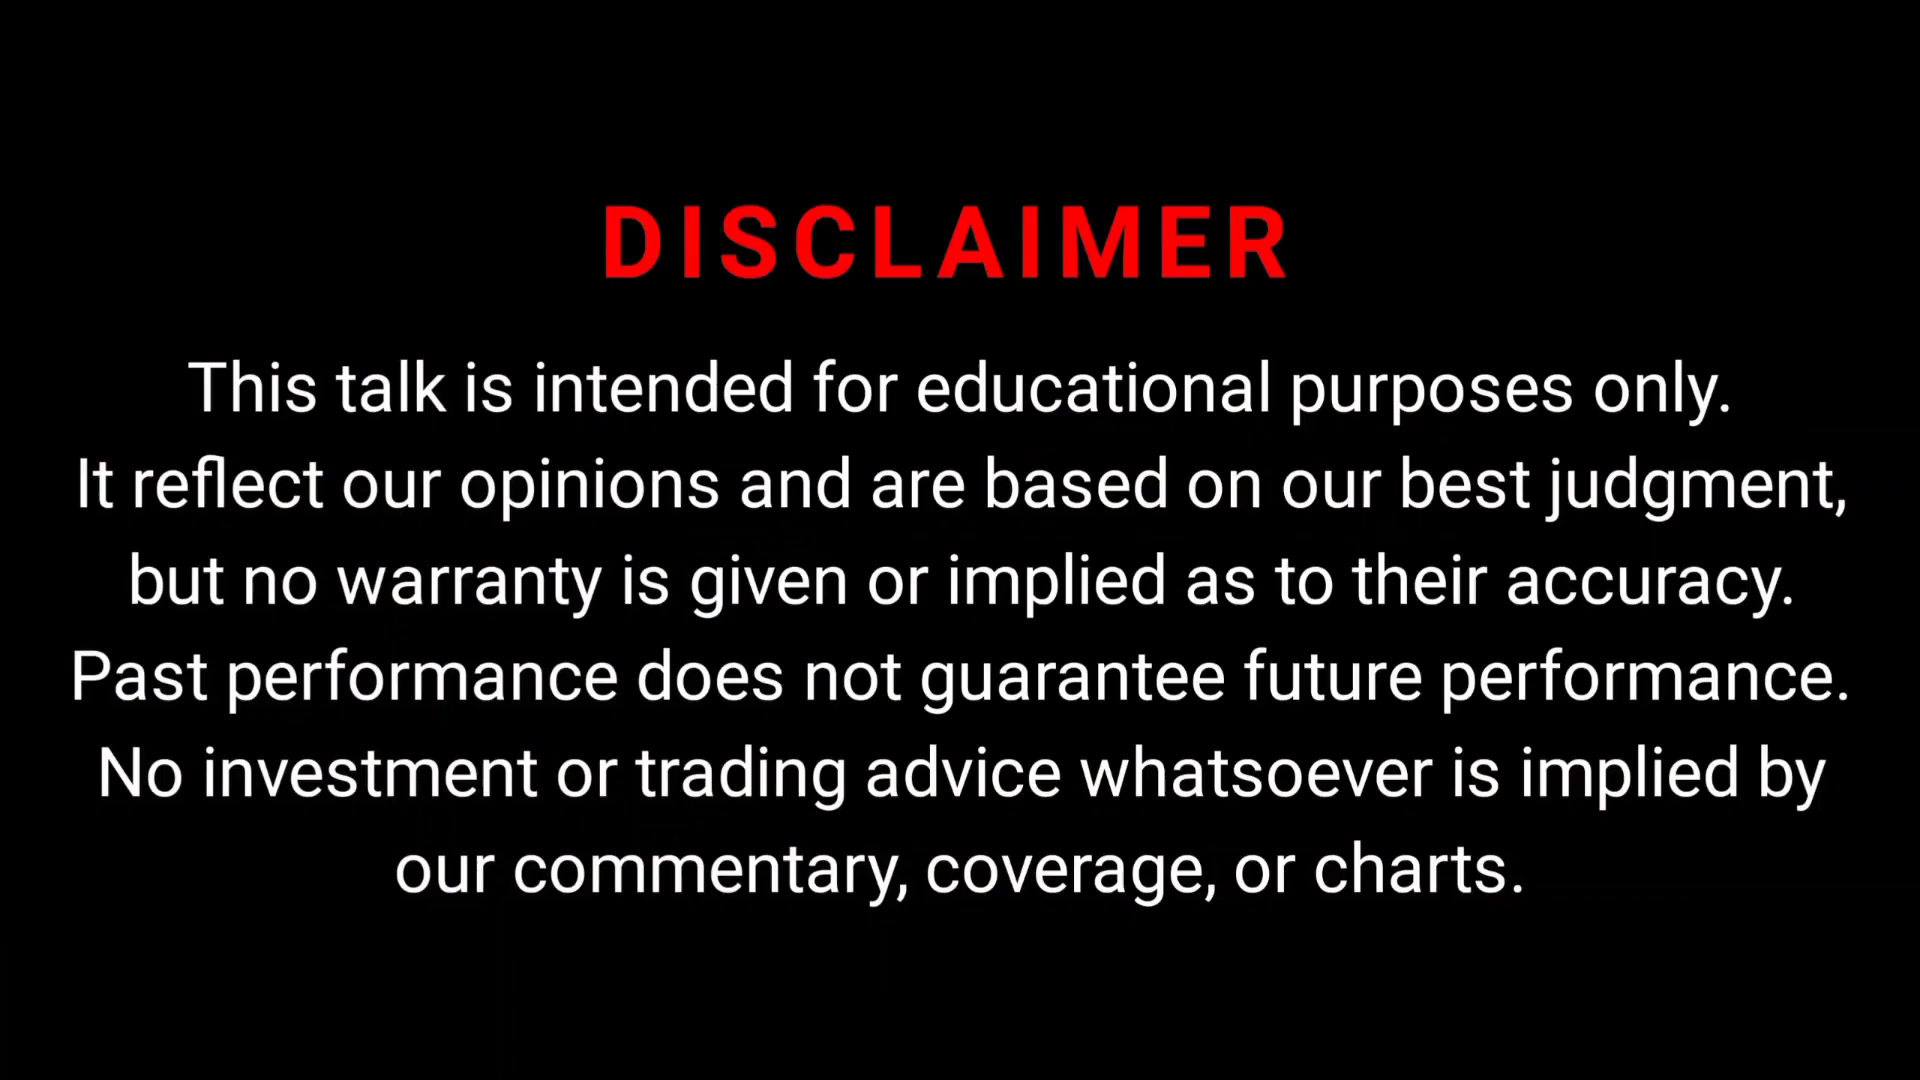 DISCLAIMER
This talk is intended for educational purposes only.
It reflect our opinions and are based on our best judgment,
but no warranty is given or implied as to their accuracy.
Past performance does not guarantee future performance.
No investment or trading advice whatsoever is implied by
our commentary, coverage, or charts.